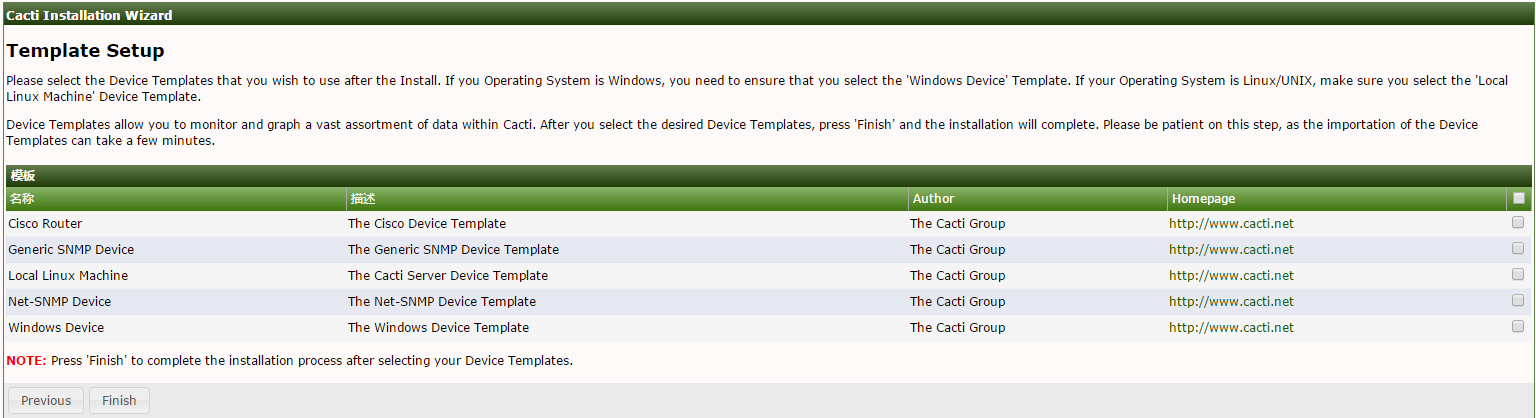 Cacti Installation Wizard
Template Setup
Please select the Device Templates that you wish to use after the Install. If you Operating System is Windows, you need to ensure that you select the 'Windows Device' Template. If your Operating System is Linux/UNIX, make sure you select the 'Local
Linux Machine' Device Template.
Device Templates allow you to monitor and graph a vast assortment of data within Cacti. After you select the desired Device Templates, press 'Finish' and the installation will complete. Please be patient on this step, as the importation of the Device
Templates can take a few minutes.
模板
名称 描述 Author Homepage
Cisco Router The Cisco Device Template The Cacti Group http://www.cacti.net
Generic SNMP Device The Generic SNMP Device Template The Cacti Group http://www.cacti.net
Local Linux Machine The Cacti Server Device Template The Cacti Group http://www.cacti.net
Net-SNMP Device The Net-SNMP Device Template The Cacti Group http://www.cacti.net
Windows Device The Windows Device Template The Cacti Group http://www.cacti.net
NOTE: Press 'Finish' to complete the installation process after selecting your Device Templates.
Previous Finish